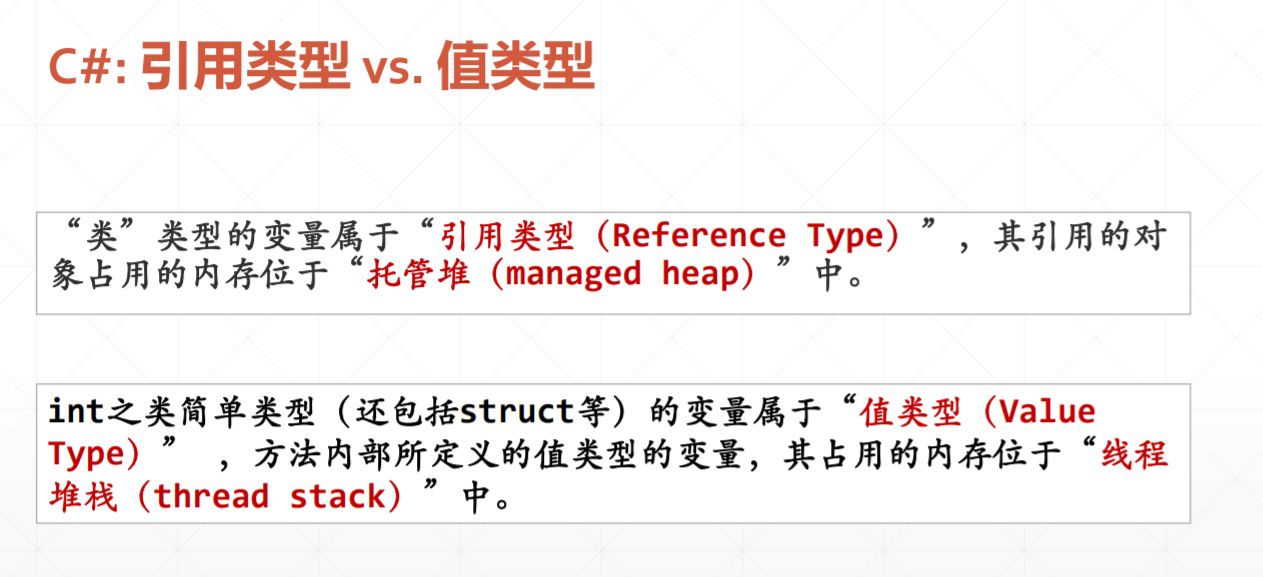 C#: 引用类型 vs. 值类型
“类”类型的变量属于“引用类型（Reference Type）”，其引用的对
象占用的内存位于“托管堆（managed heap）”中。
int之类简单类型（还包括struct等）的变量属于“值类型（Value
Type）”，方法内部所定义的值类型的变量，其占用的内存位于“线程
堆栈（thread stack）”中。